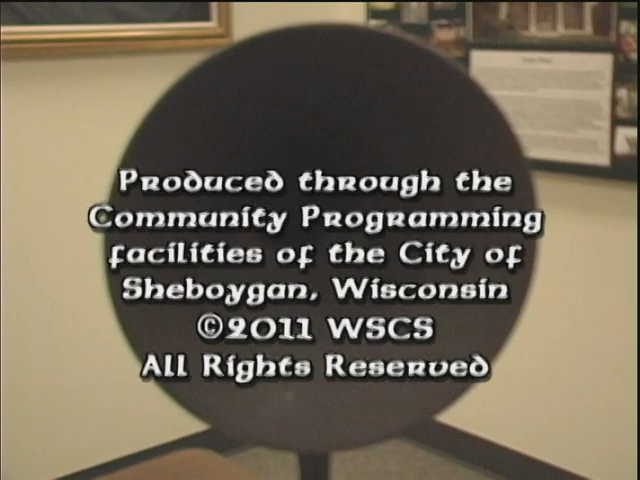 Produced through the
Community Programming
facilities of the City of
Sheboygan, Wisconsin
©2011 WSCS
All Rights Reserved